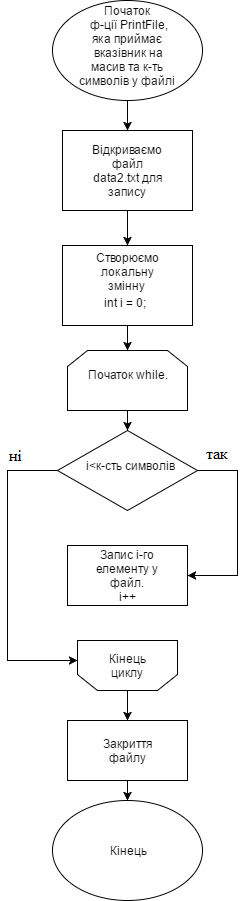 Початок
ф-ції PrintFile,
яка приймає
вказівник на
масив та к-ть
символів у файлі
Відкриваємо
файл
data2.txt для
запису
Створюємо
локальну
змінну
int i = 0;
Початок while.
ні
i<к-сть символів
так
Запис і-го
елементу у
файл.
i++
Кінець
циклу
Закриття
файлу
Кінець